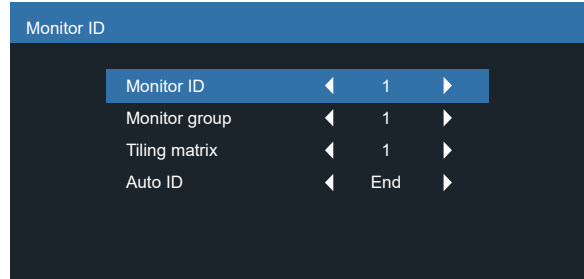 Monitor ID
Monitor ID 1
Monitor group 1
Tiling matrix 1
Auto ID End